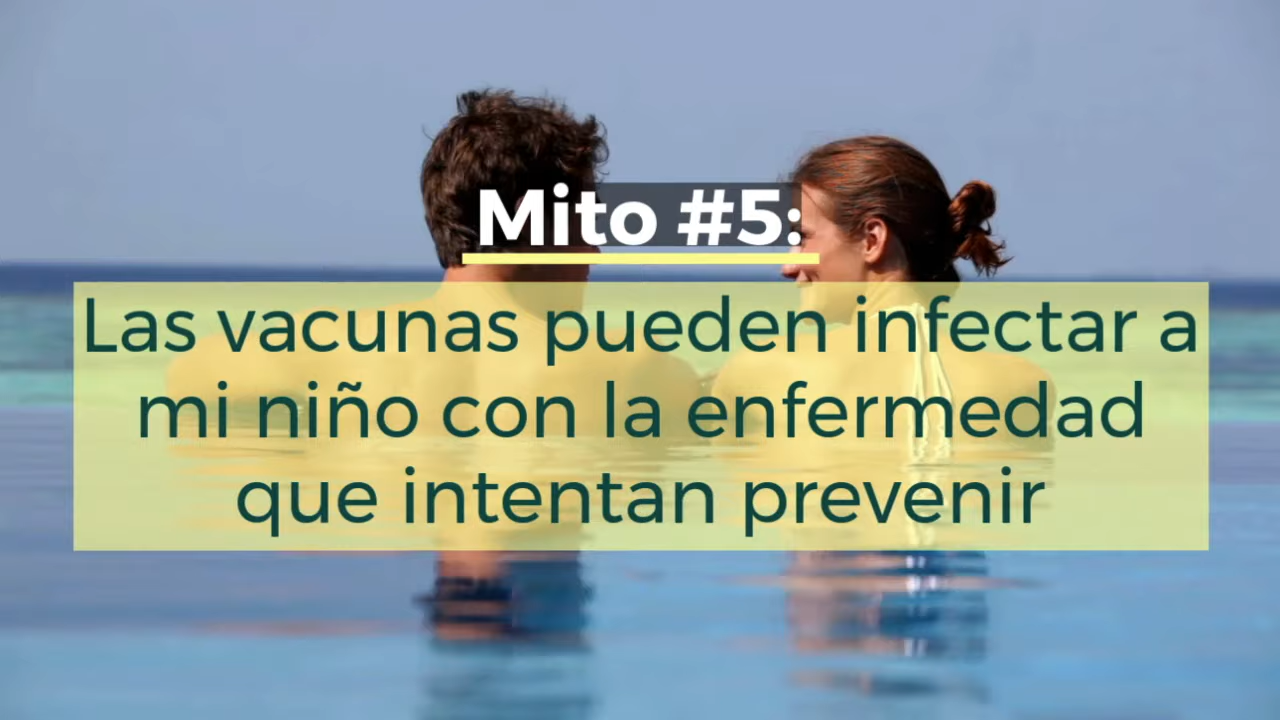 Mito #5:
Las vacunas pueden infectar a
mi niño con la enfermedad
que intentan prevenir